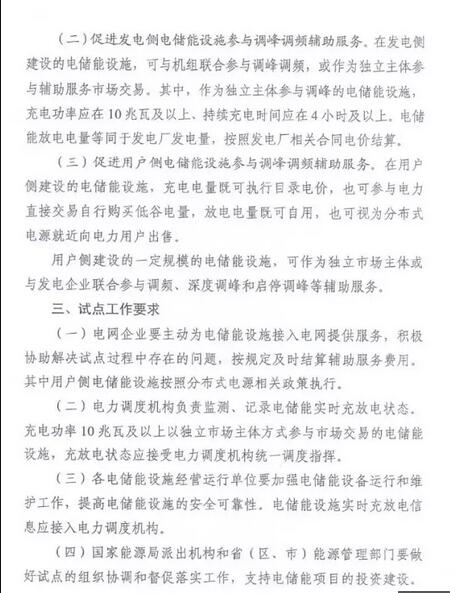 （二）促进发电侧电储能设施参与调峰调频辅助服务。在发电侧
建设的电储能设施，可与机组联合参与调峰调频，或作为独立主体参
与辅助服务市场交易。其中，作为独立主体参与调峰的电储能设施，
充电功率应在 10 兆瓦及以上、持续充电时间应在 4 小时及以上。电储
能放电电量等同于发电厂发电量，按照发电厂相关合同电价结算。
（三）促进用户侧电储能设施参与调峰调频辅助服务。在用户
侧建设的电储能设施，充电电量既可执行目录电价，也可参与电力
直接交易自行购买低谷电量，放电电量既可自用，也可视为分布式
电源就近向电力用户出售。
用户侧建设的一定规模的电储能设施，可作为独立市场主体或
与发电企业联合参与调频、深度调峰和启停调峰等辅助服务。
三、试点工作要求
（一）电网企业要主动为电储能设施接入电网提供服务，积极
协助解决试点过程中存在的问题，按规定及时结算辅助服务费用。
其中用户侧电储能设施按照分布式电源相关政策执行。
（二）电力调度机构负责监测、记录电储能实时充放电状态。
充电功率 10 兆瓦及以上以独立市场主体方式参与市场交易的电储能
设施，充放电状态应接受电力调度机构统一调度指挥。
（三）各电储能设施经营运行单位要加强电储能设备运行和维
护工作，提高电储能设施的安全可靠性。电储能设施实时充放电信
息应接入电力调度机构。
（四）国家能源局派出机构和省（区、市）能源管理部门要做
好试点的组织协调和督促落实工作，支持电储能项目的投资建设。